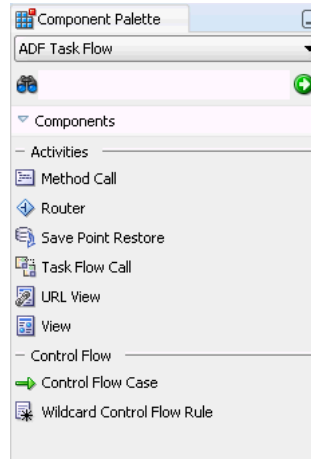 Component Palette
ADF Task Flow
Components
Activities
Method Call
Router
Save Point Restore
Task Flow Call
URL View
View
Control Flow
Control Flow Case
Wildcard Control Flow Rule